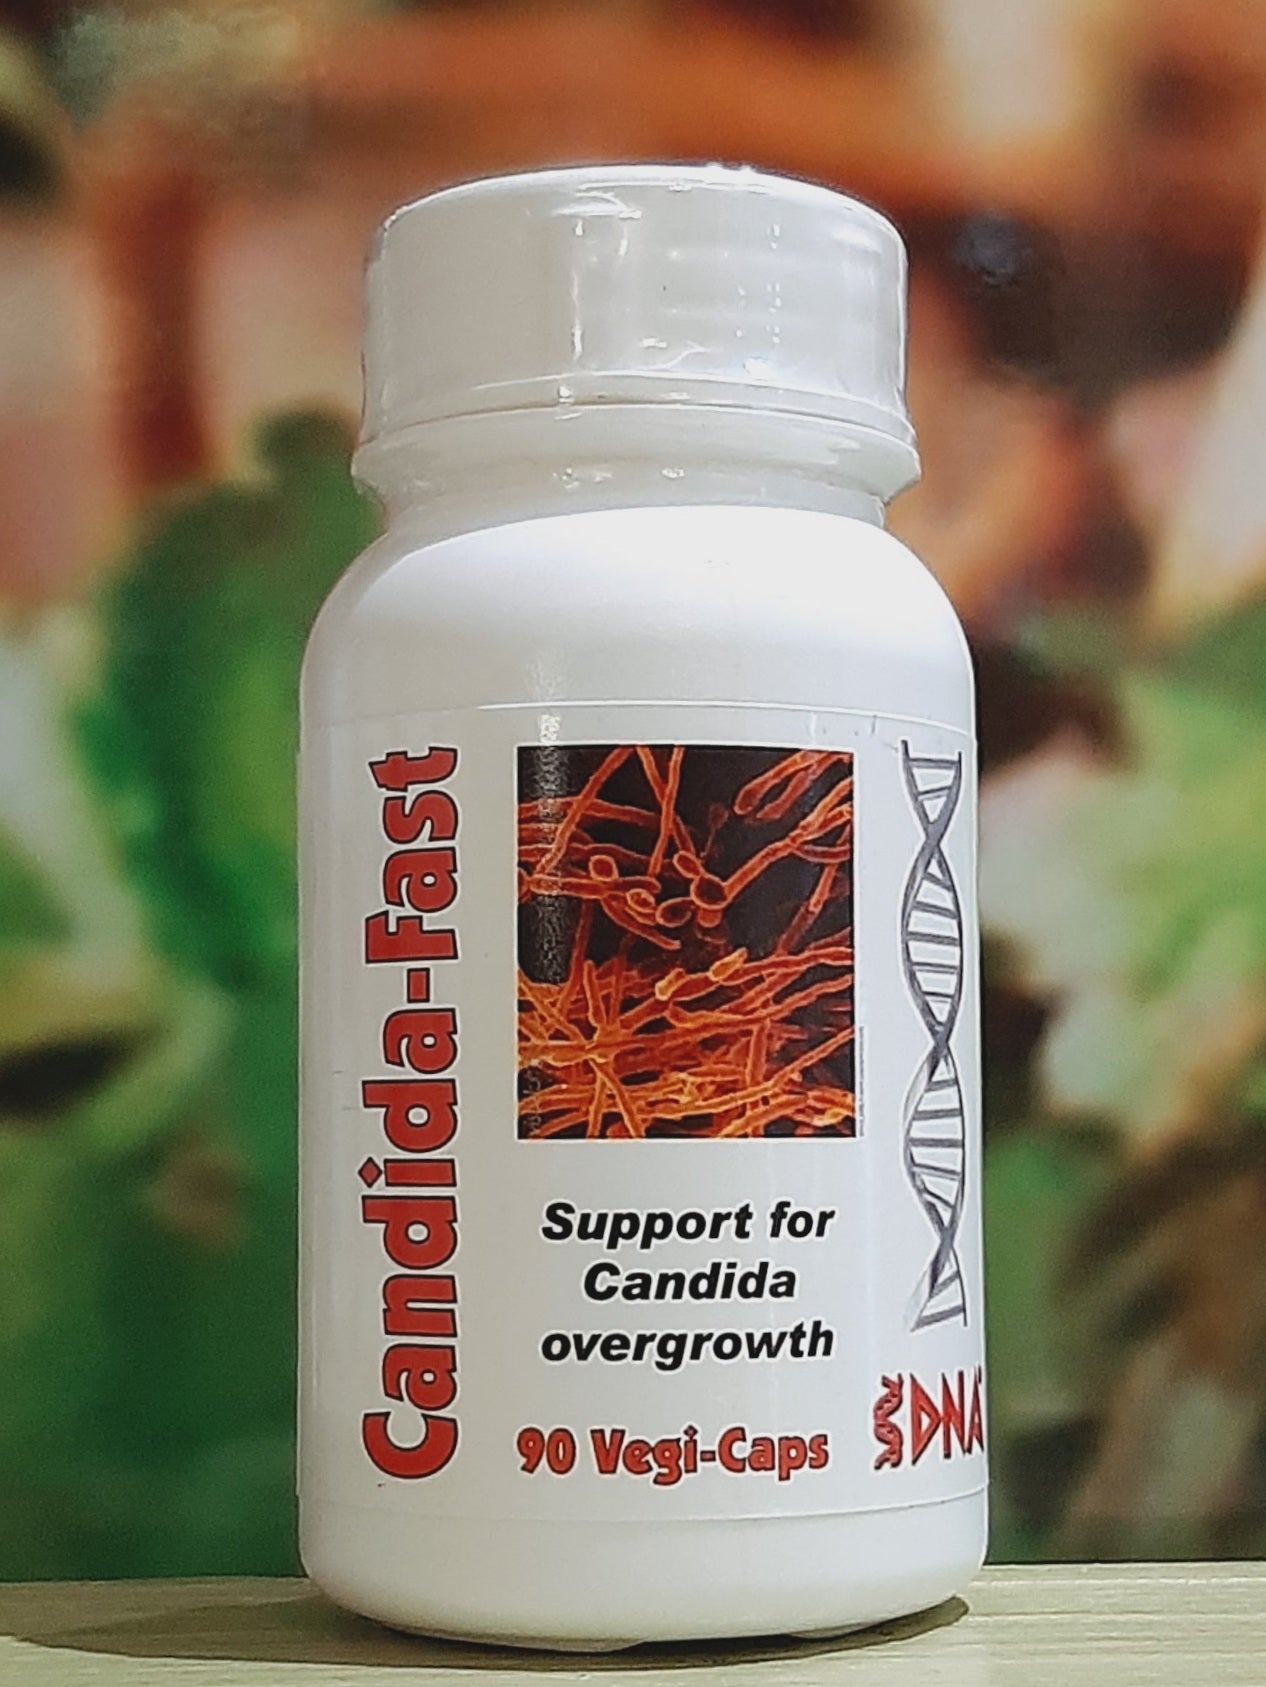 Candida-Fast
Support for
Candida
overgrowth
90 Vegi-Caps
DNA